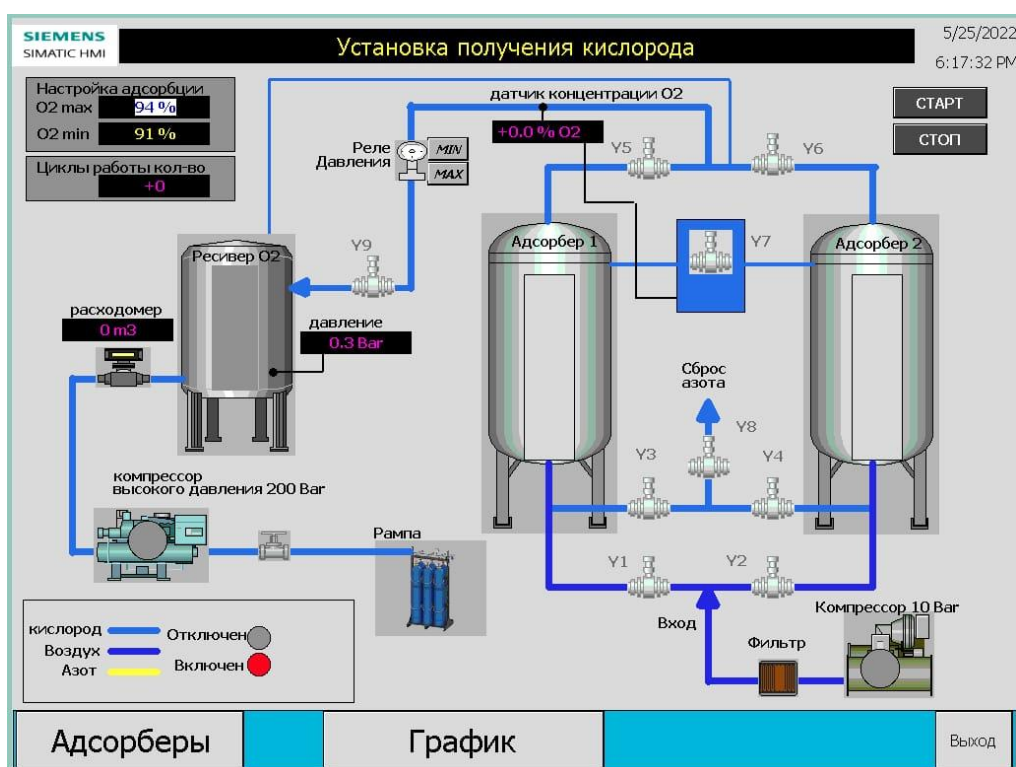 SIEMENS
SIMATIC HMI
Установка получения кислорода
5/25/2022
6:17:32 PM
Настройка адсорбции
O2 max 94 %
O2 min 91 %
Циклы работы кол-во
+0
датчик концентрации О2
+0.0 % O2
Реле
Давления
MIN
MAX
СТАРТ
СТОП
Y5
Y6
Адсорбер 1
Y7
Адсорбер 2
Ресивер О2
Y9
расходомер
0 m3
давление
0.3 Bar
Сброс
азота
Y8
Y3
Y4
компрессор
высокого давления 200 Bar
Рампа
Y1
Y2
Вход
Компрессор 10 Bar
Фильтр
кислород
Воздух
Азот
Отключен
Включен
Адсорберы
График
Выход